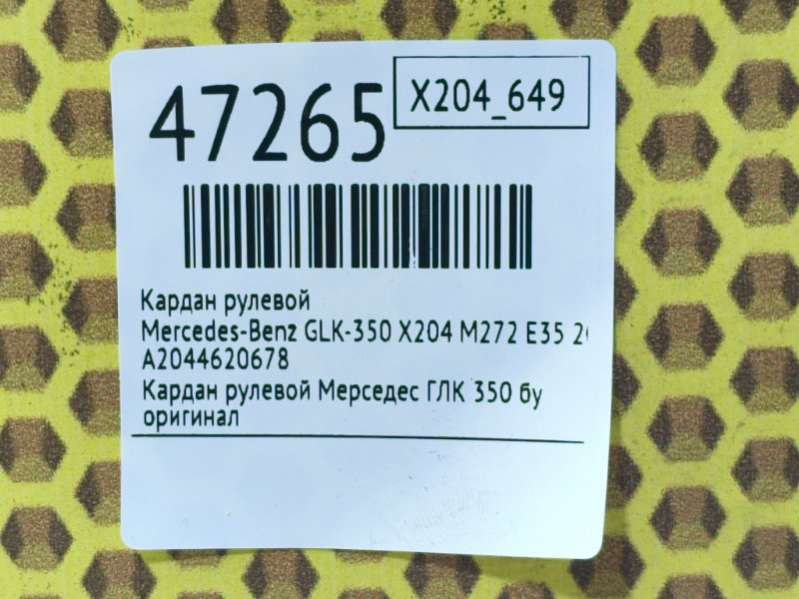 47265
X204_649
Кардан рулевой
Mercedes-Benz GLK-350 X204 M272 E35
A2044620678
Кардан рулевой Мерседес ГЛК 350 бу
оригинал